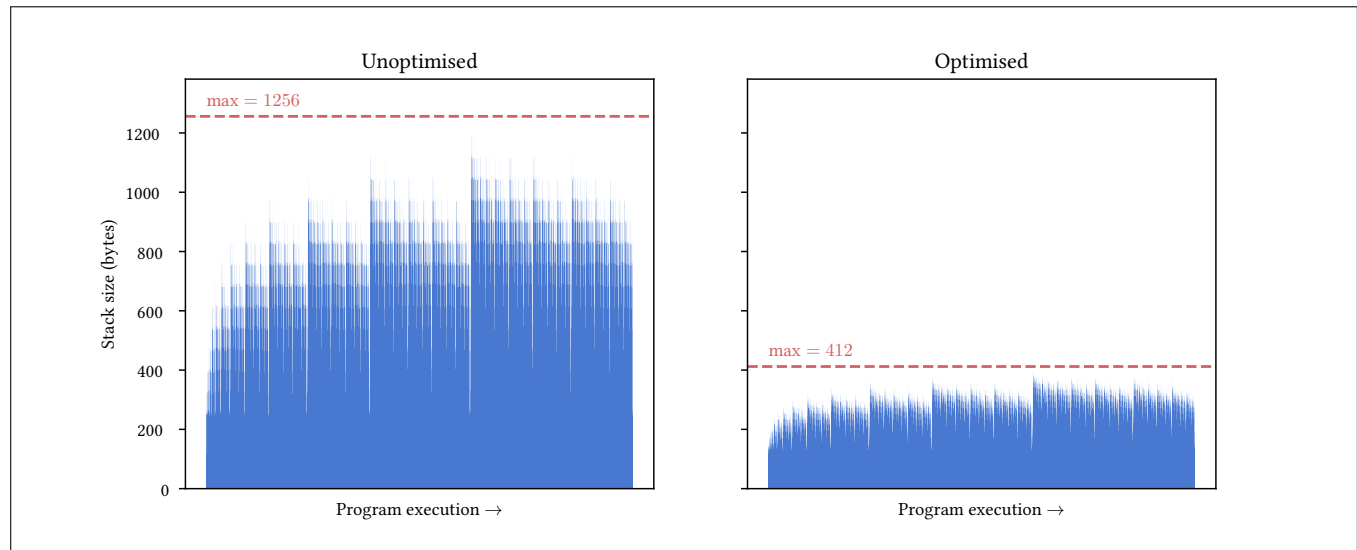 Unoptimised
max = 1256
1200
1000
800
600
400
200
0
Stack size (bytes)
Program execution →
Optimised
max = 412
Program execution →